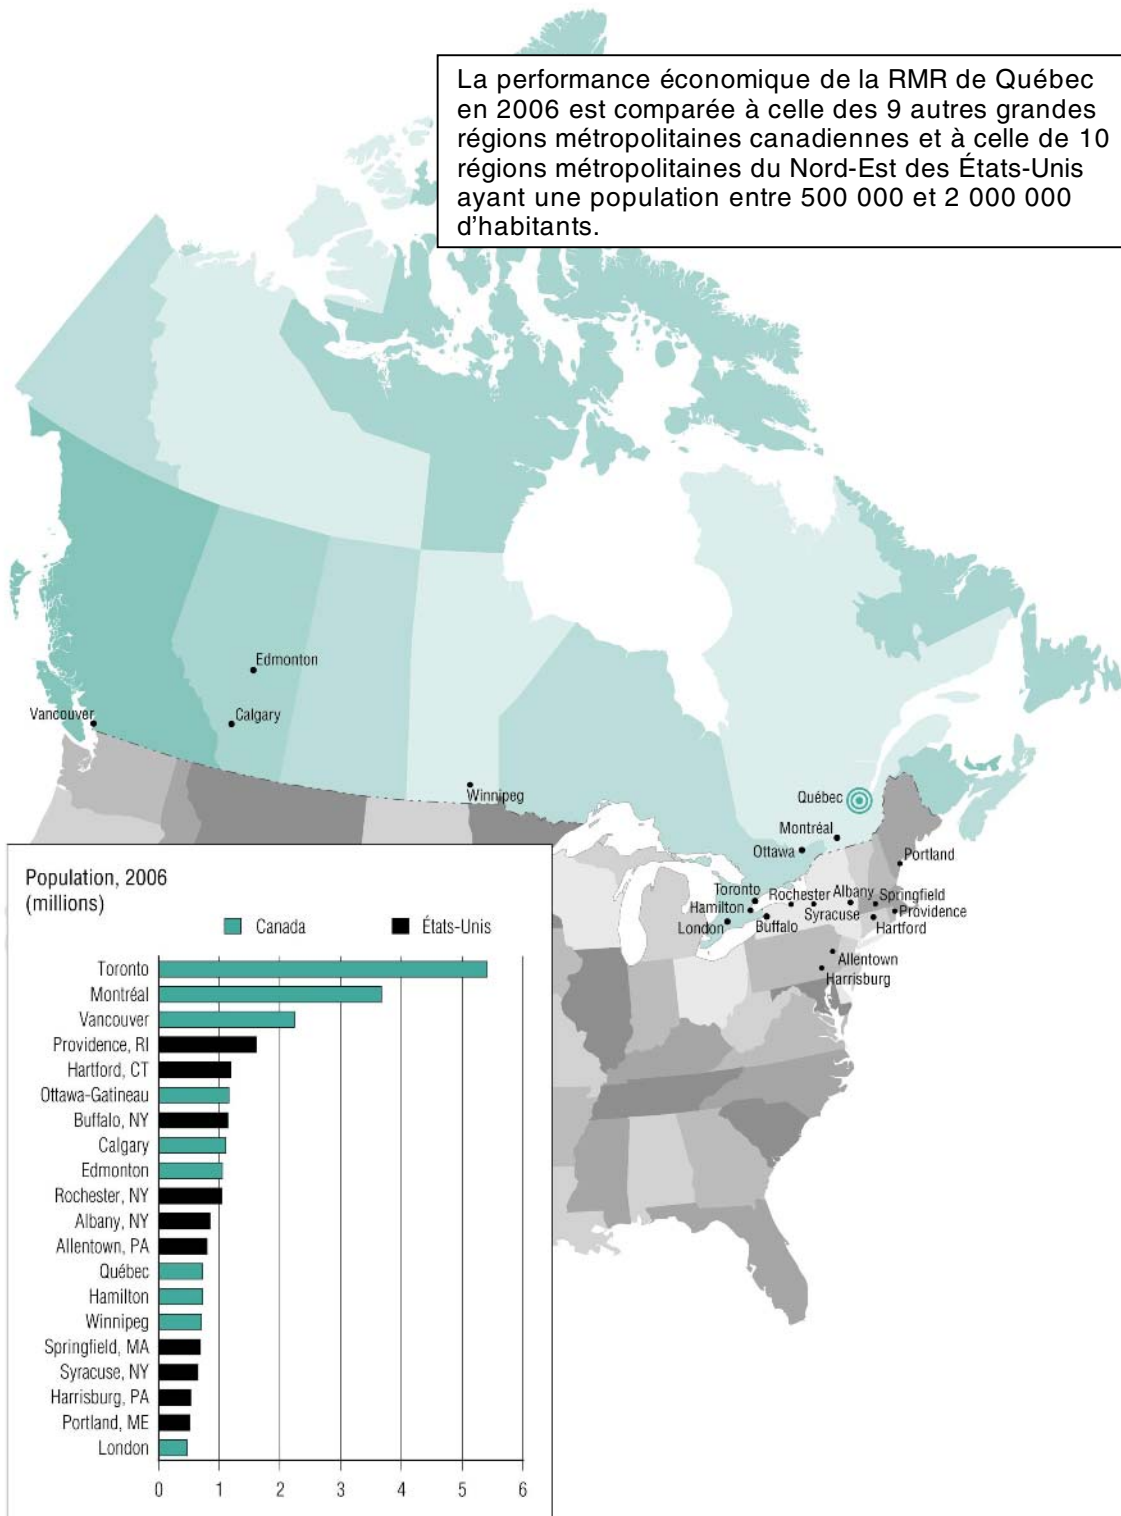 La performance économique de la RMR de Québec
en 2006 est comparée à celle des 9 autres grandes
régions métropolitaines canadiennes et à celle de 10
régions métropolitaines du Nord-Est des États-Unis
ayant une population entre 500 000 et 2 000 000
d'habitants.
Edmonton
Vancouver
Calgary
Winnipeg
Québec
Montréal
Ottawa
Portland
Toronto
Rochester
Albany
Springfield
Hamilton
Syracuse
Providence
London
Buffalo
Hartford
Allentown
Harrisburg
Population, 2006
(millions)
Canada
États-Unis
Toronto
Montréal
Vancouver
Providence, RI
Hartford, CT
Ottawa-Gatineau
Buffalo, NY
Calgary
Edmonton
Rochester, NY
Albany, NY
Allentown, PA
Québec
Hamilton
Winnipeg
Springfield, MA
Syracuse, NY
Harrisburg, PA
Portland, ME
London
0 1 2 3 4 5 6